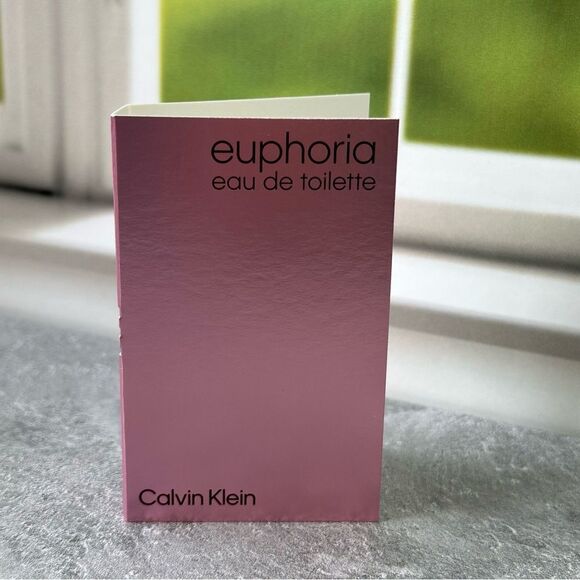 euphoria
eau de toilette
Calvin Klein